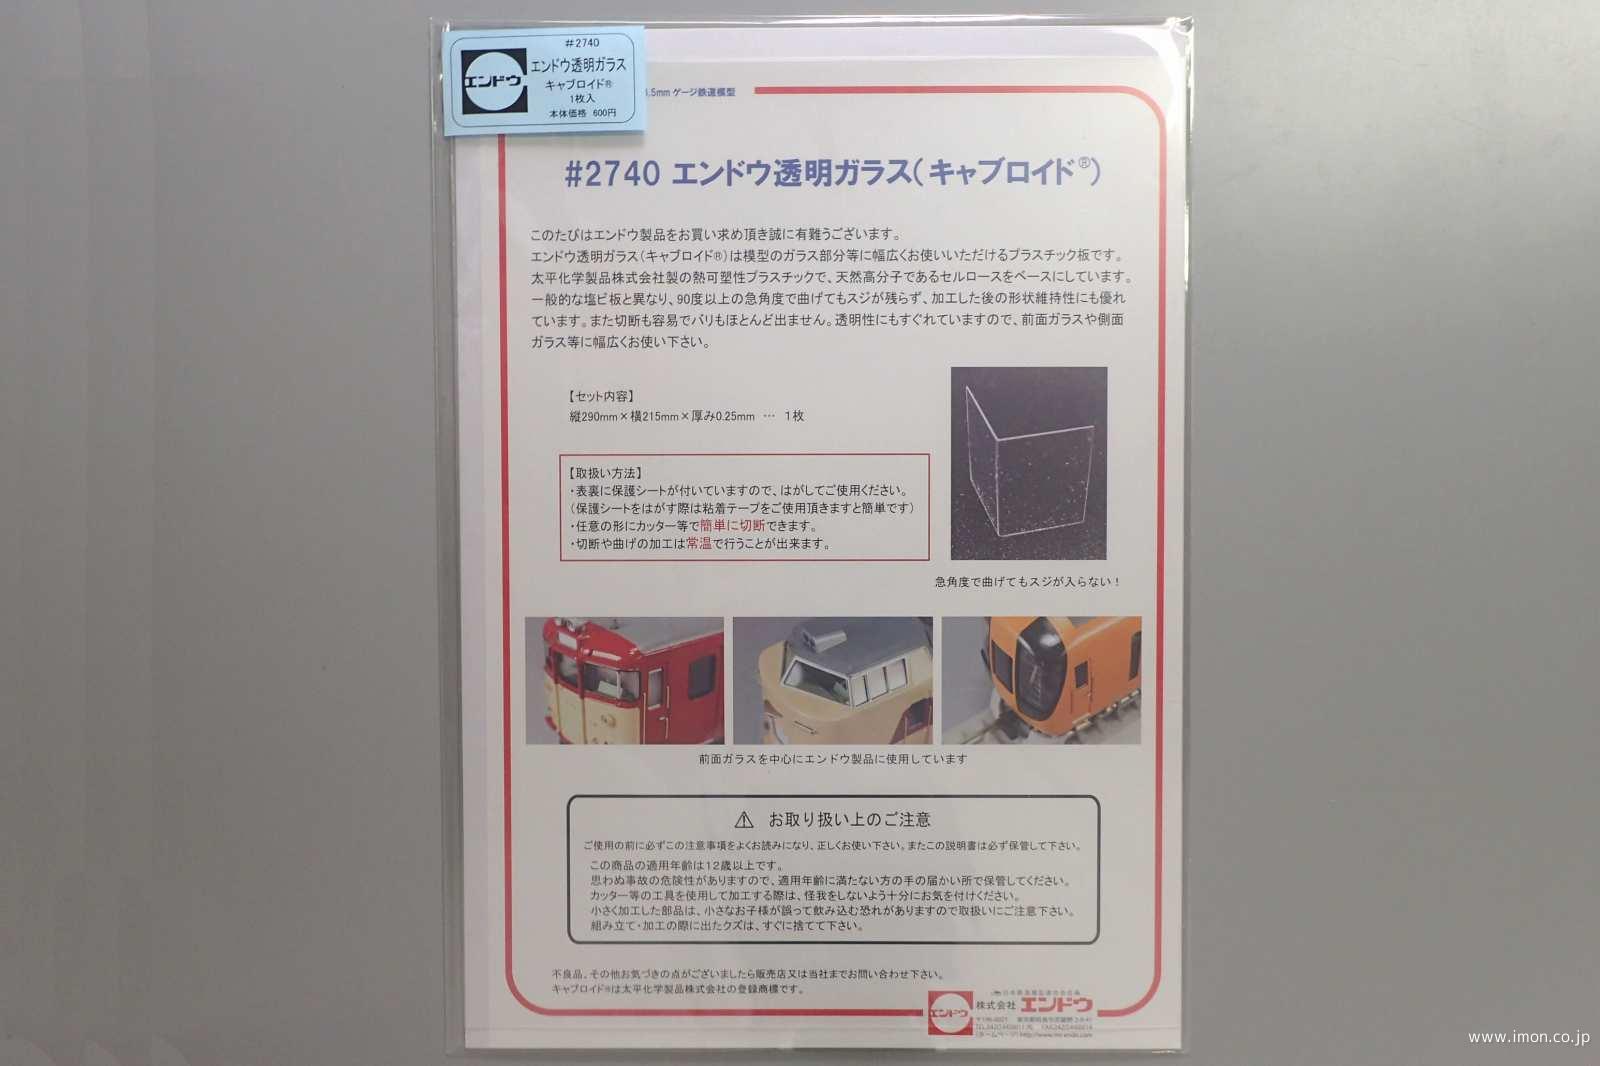 #2740
エンドウ
エンドウ透明ガラス
キャブロイド®
1枚入
本体価格 600円
.5mm ゲージ鉄道模型
#2740 エンドウ透明ガラス(キャブロイド®)
このたびはエンドウ製品をお買い求め頂き誠に有難うございます。
エンドウ透明ガラス(キャブロイド®)は模型のガラス部分等に幅広くお使いいただけるプラスチック板です。
太平化学製品株式会社製の熱可塑性プラスチックで、天然高分子であるセルロースをベースにしています。
一般的な塩ビ板と異なり、90度以上の急角度で曲げてもスジが残らず、加工した後の形状維持性にも優れ
ています。また切断も容易でバリもほとんど出ません。透明性にもすぐれていますので、前面ガラスや側面
ガラス等に幅広くお使い下さい。
【セット内容】
縦290mm×横215mm×厚み0.25mm … 1枚
【取扱い方法】
・表裏に保護シートが付いていますので、はがしてご使用ください。
(保護シートをはがす際は粘着テープをご使用頂きますと簡単です)
・任意の形にカッター等で簡単に切断できます。
・切断や曲げの加工は常温で行うことが出来ます。
急角度で曲げてもスジが入らない!
前面ガラスを中心にエンドウ製品に使用しています
⚠ お取り扱い上のご注意
ご使用の前に必ずこの注意事項をよくお読みになり、正しくお使い下さい。またこの説明書は必ず保管して下さい。
この商品の適用年齢は12歳以上です。
思わぬ事故の危険性がありますので、適用年齢に満たない方の手の届かい所で保管してください。
カッター等の工具を使用して加工する際は、怪我をしないよう十分にお気を付けください。
小さく加工した部品は、小さなお子様が誤って飲み込む恐れがありますので取扱いにご注意下さい。
組み立て・加工の際に出たクズは、すぐに捨てて下さい。
不良品、その他お気づきの点がございましたら販売店又は当社までお問い合わせ下さい。
キャブロイド®は太平化学製品株式会社の登録商標です。
エンドウ
株式会社 エンドウ
www.imon.co.jp